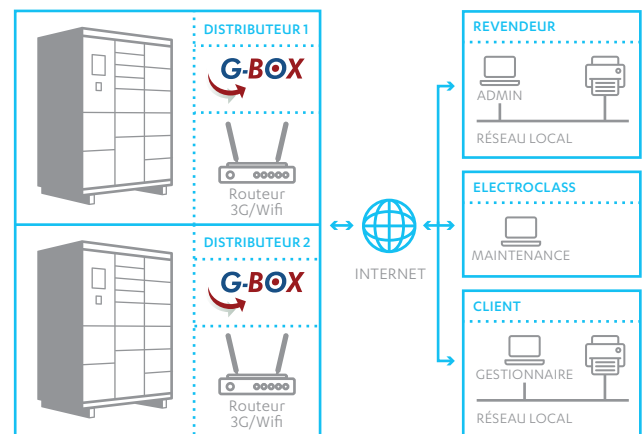 DISTRIBUTEUR 1
G-BOX
Routeur
3G/Wifi
DISTRIBUTEUR 2
G-BOX
Routeur
3G/Wifi
INTERNET
REVENDEUR
ADMIN
RÉSEAU LOCAL
ELECTROCLASS
MAINTENANCE
CLIENT
GESTIONNAIRE
RÉSEAU LOCAL